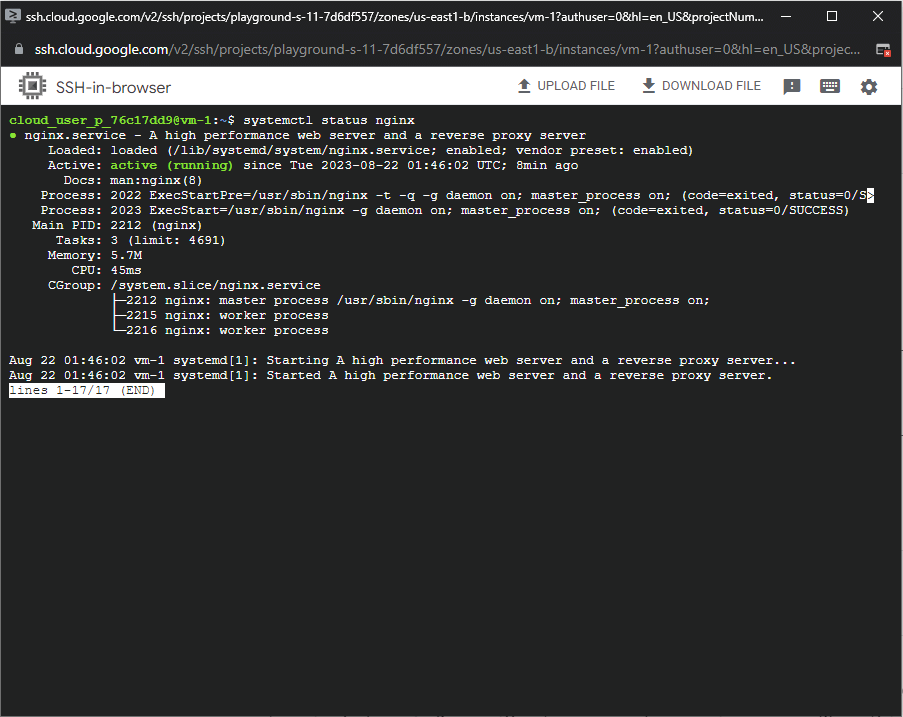 ssh.cloud.google.com/v2/ssh/projects/playground-s-11-7d6df557/zones/us-east1-b/instances/vm-1?authuser=0&hl=en_US&projectNum...
ssh.cloud.google.com/v2/ssh/projects/playground-s-11-7d6df557/zones/us-east1-b/instances/vm-1?authuser=0&hl=en_US&projec...
SSH-in-browser UPLOAD FILE DOWNLOAD FILE
cloud_user_p_76c17dd9@vm-1:~$ systemctl status nginx
● nginx.service - A high performance web server and a reverse proxy server
Loaded: loaded (/lib/systemd/system/nginx.service; enabled; vendor preset: enabled)
Active: active (running) since Tue 2023-08-22 01:46:02 UTC; 8min ago
Docs: man:nginx(8)
Process: 2022 ExecStartPre=/usr/sbin/nginx -t -q -g daemon on; master_process on; (code=exited, status=0/S>
Process: 2023 ExecStart=/usr/sbin/nginx -g daemon on; master_process on; (code=exited, status=0/SUCCESS)
Main PID: 2212 (nginx)
Tasks: 3 (limit: 4691)
Memory: 5.7M
CPU: 45ms
CGroup: /system.slice/nginx.service
├─2212 nginx: master process /usr/sbin/nginx -g daemon on; master_process on;
├─2215 nginx: worker process
└─2216 nginx: worker process
Aug 22 01:46:02 vm-1 systemd[1]: Starting A high performance web server and a reverse proxy server...
Aug 22 01:46:02 vm-1 systemd[1]: Started A high performance web server and a reverse proxy server.
lines 1-17/17 (END)